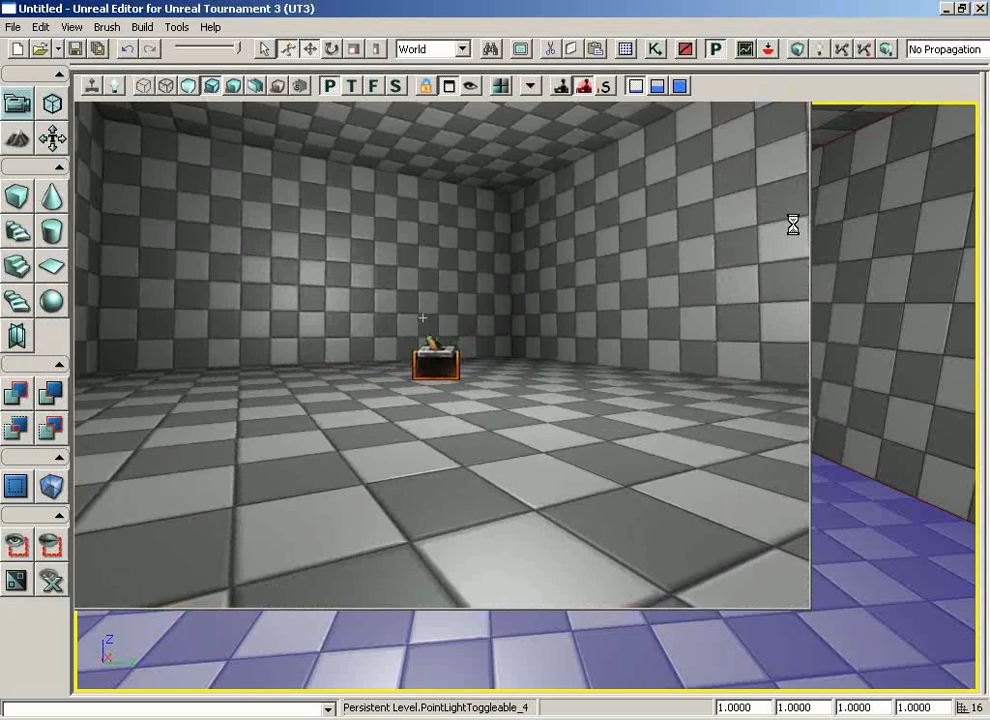 Untitled - Unreal Editor for Unreal Tournament 3 (UT3)
File Edit View Brush Build Tools Help
World
K
P
No Propagation
P T F S
S
Z
X
Persistent Level.PointLightToggleable_4
1.0000 1.0000 1.0000 1.0000 16